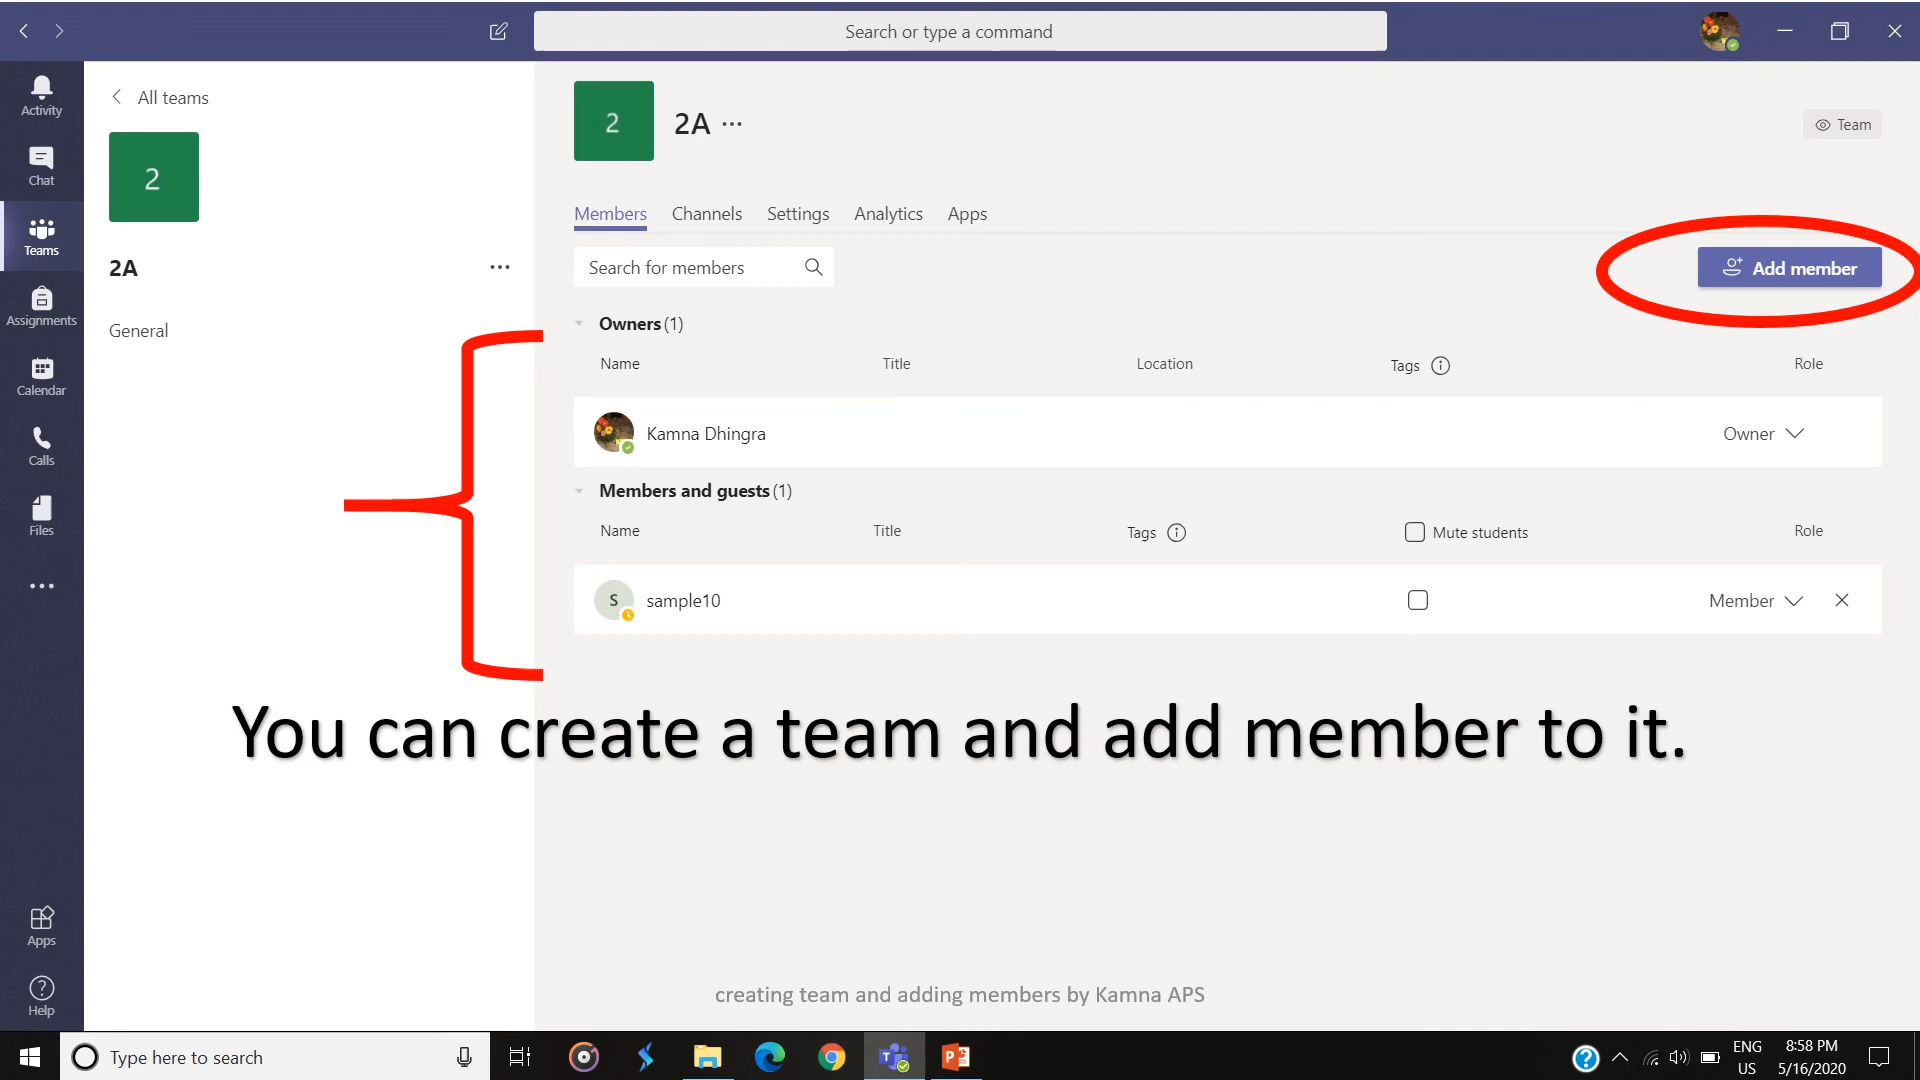 Search or type a command
Activity
Chat
Teams
Assignments
Calendar
Calls
Files
Apps
Help
All teams
2
2A
General
2
2A
Team
Members Channels Settings Analytics Apps
Search for members
Add member
Owners (1)
Name Title Location Tags Role
Kamna Dhingra Owner
Members and guests (1)
Name Title Tags Mute students Role
S sample10 Member
You can create a team and add member to it.
creating team and adding members by Kamna APS
Type here to search
ENG
US
8:58 PM
5/16/2020